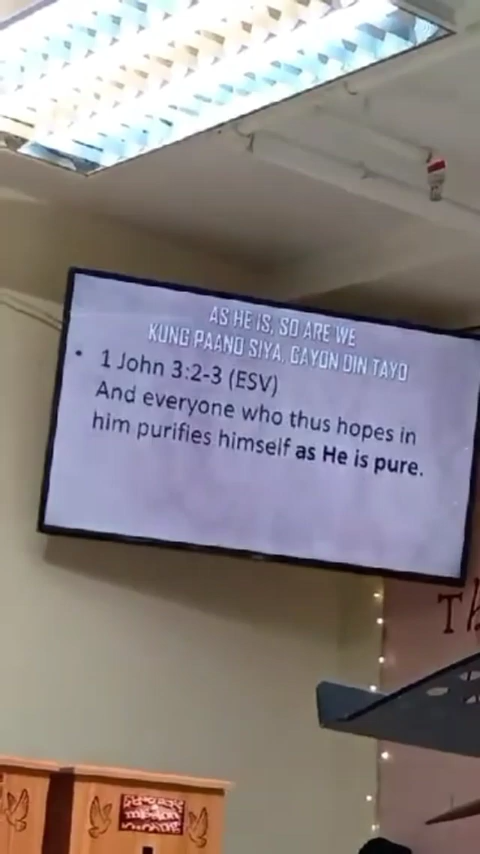 AS HE IS, SO ARE WE
KUNG PAANO SIYA, GAYON DIN TAYO
• 1 John 3:2-3 (ESV)
And everyone who thus hopes in
him purifies himself as He is pure.